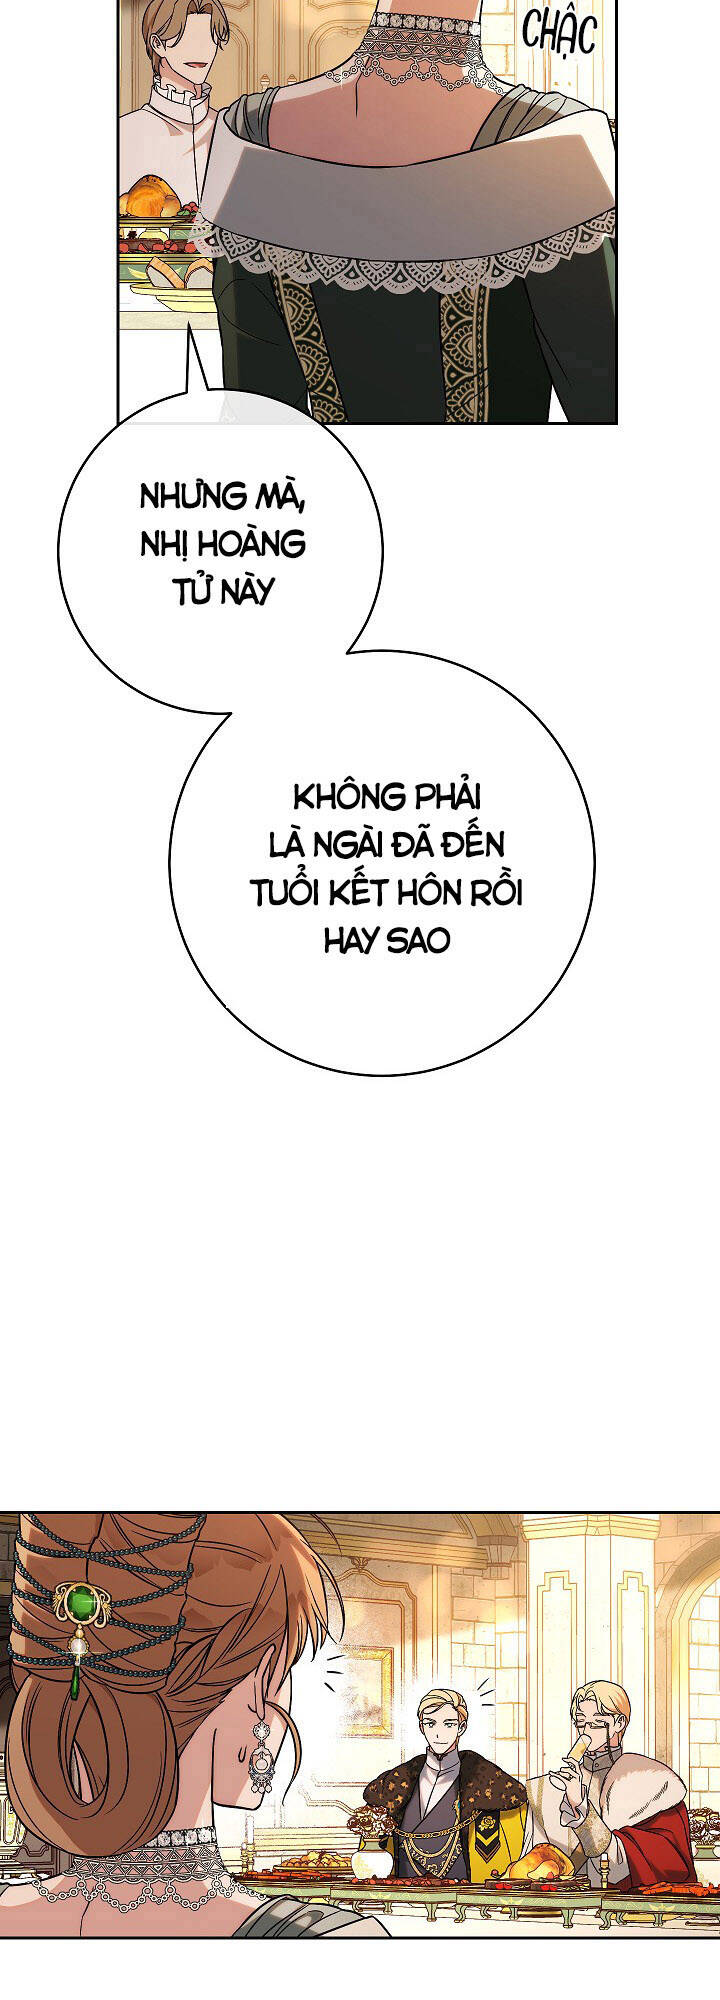 CHẬC
NHƯNG MÀ,
NHỊ HOÀNG
TỬ NÀY
KHÔNG PHẢI
LÀ NGÀI ĐÃ ĐẾN
TUỔI KẾT HÔN RỒI
HAY SAO